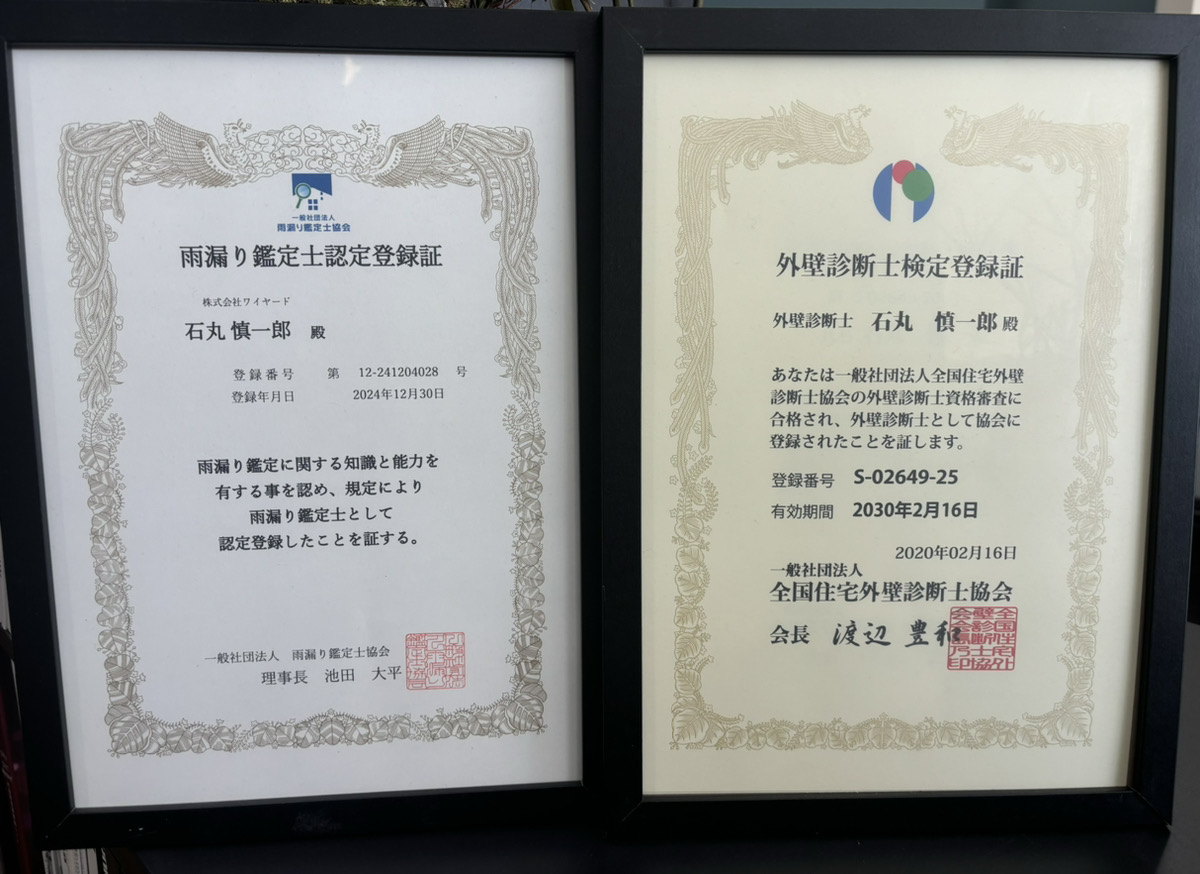 一般社団法人
雨漏り鑑定士協会
雨漏り鑑定士認定登録証
株式会社ワイヤード
石丸 慎一郎 殿
登録番号 第 12-241204028 号
登録年月日 2024年12月30日
雨漏り鑑定に関する知識と能力を
有する事を認め、規定により
雨漏り鑑定士として
認定登録したことを証する。
一般社団法人 雨漏り鑑定士協会
理事長 池田 大平
外壁診断士検定登録証
外壁診断士 石丸 慎一郎 殿
あなたは一般社団法人全国住宅外壁
診断士協会の外壁診断士資格審査に
合格され、外壁診断士として協会に
登録されたことを証します。
登録番号 S-02649-25
有効期間 2030年2月16日
2020年02月16日
一般社団法人
全国住宅外壁診断士協会
会長 渡辺 豊和